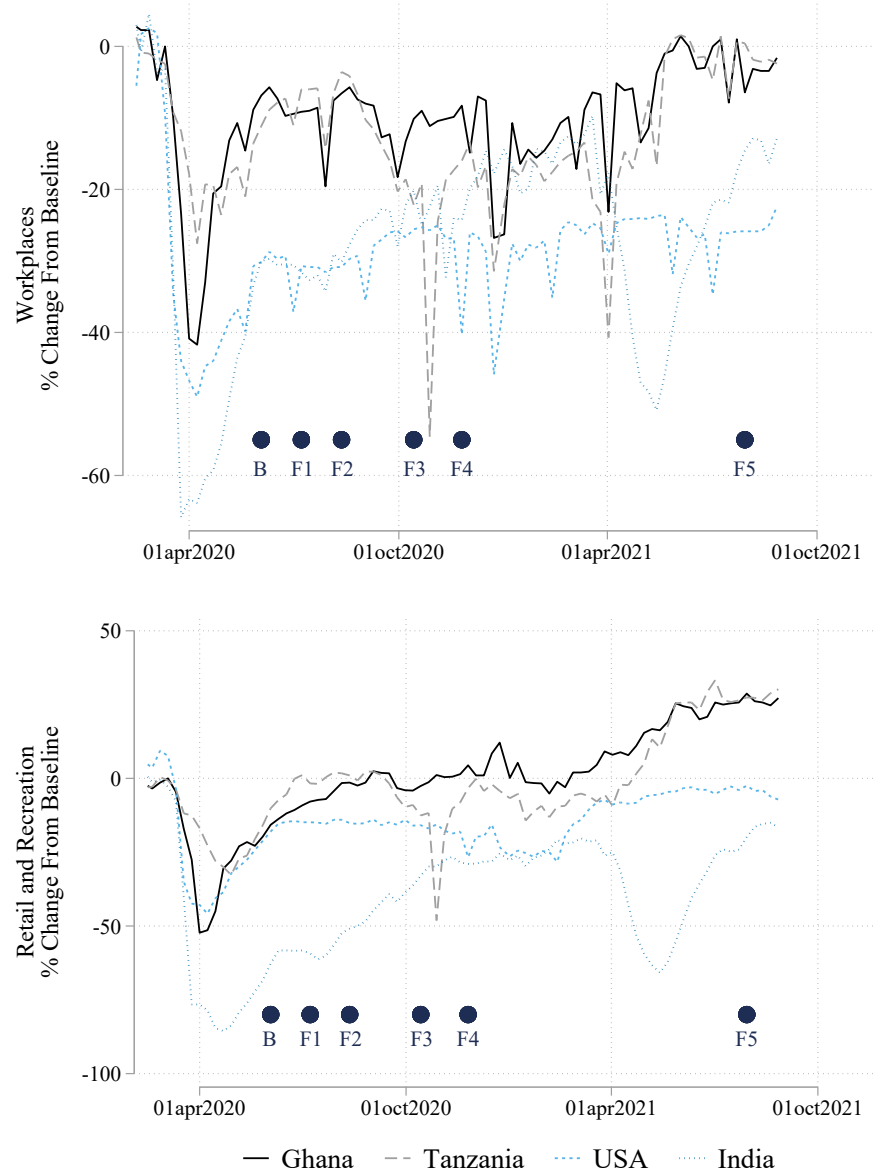 0
-20
-40
-60
Workplaces
% Change From Baseline
B F1 F2 F3 F4 F5
01apr2020 01oct2020 01apr2021 01oct2021
50
0
-50
-100
Retail and Recreation
% Change From Baseline
B F1 F2 F3 F4 F5
01apr2020 01oct2020 01apr2021 01oct2021
Ghana Tanzania USA India